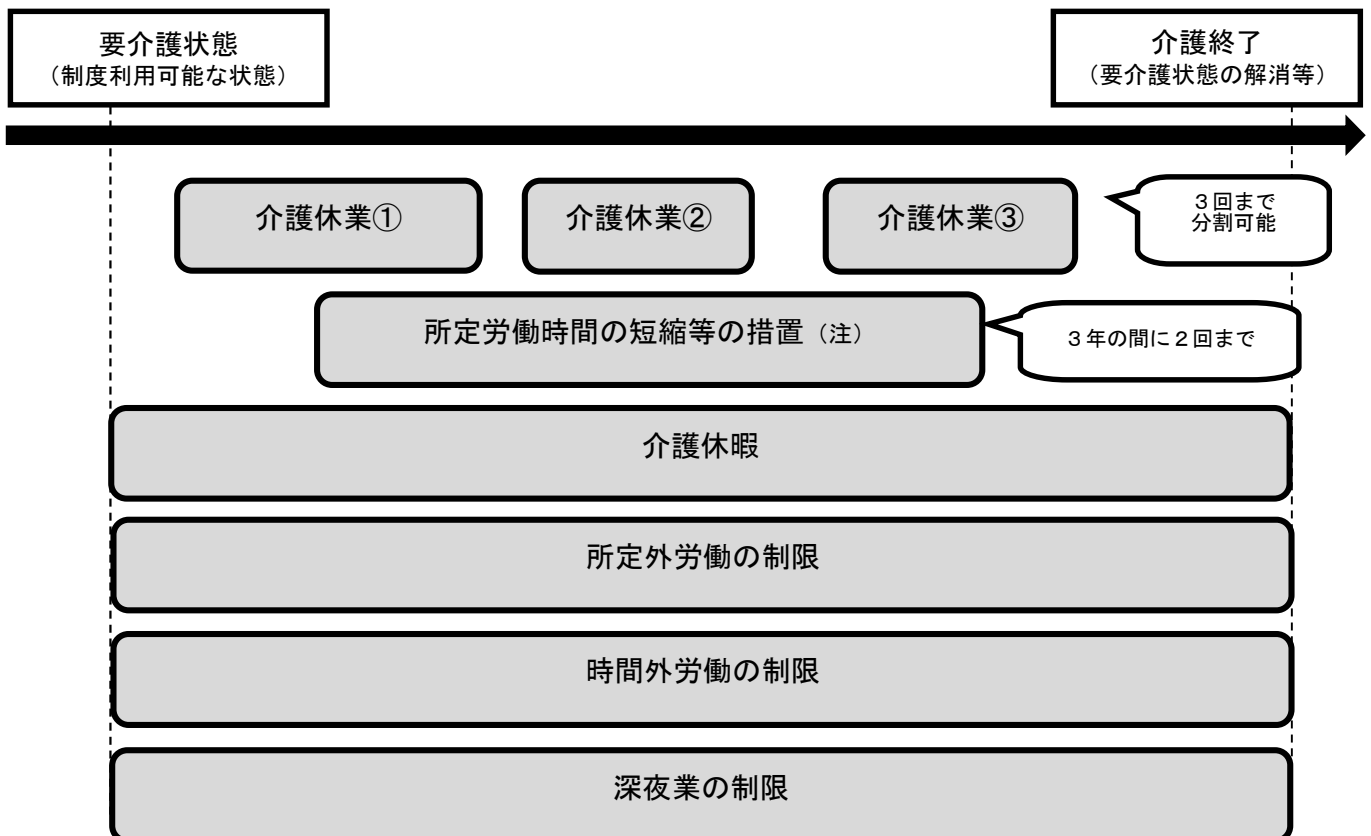 要介護状態
（制度利用可能な状態）
介護終了
（要介護状態の解消等）
介護休業①
介護休業②
介護休業③
３回まで
分割可能
所定労働時間の短縮等の措置（注）
３年の間に２回まで
介護休暇
所定外労働の制限
時間外労働の制限
深夜業の制限